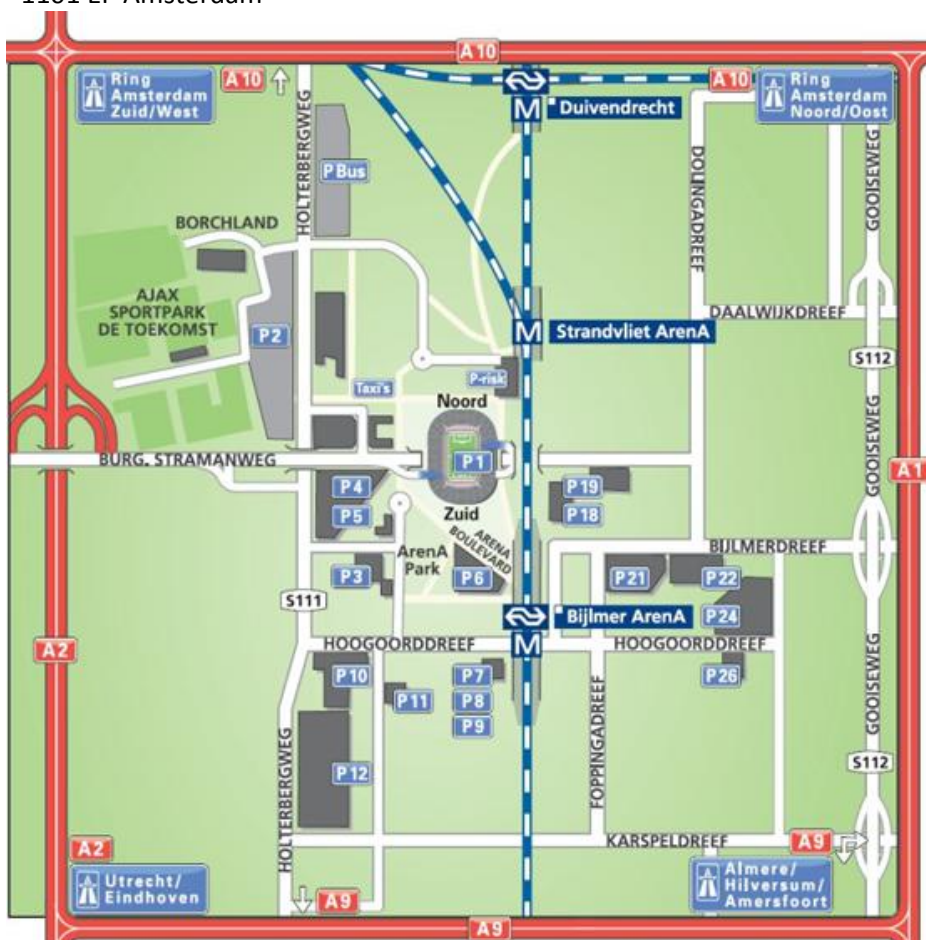 1101 EP Amsterdam
A10
Ring
Amsterdam
Zuid/West
A10
Duivendrecht
M
A10
Ring
Amsterdam
Noord/Oost
HOLTERBERGWEG
P Bus
DOLINGADREEF
GOOISEWEG
BORCHLAND
AJAX
SPORTPARK
DE TOEKOMST
P2
M
Strandvliet ArenA
DAALWIJKDREEF
S112
Taxi's
P-risk
Noord
GOOISEWEG
BURG. STRAMANWEG
P1
A1
P4
P5
P19
P18
Zuid
ARENA
BOULEVARD
ArenA
Park
BIJLMERDREEF
P3
P6
P21
P22
S111
Bijlmer ArenA
P24
A2
HOOGOORDDREEF
M
HOOGOORDDREEF
P10
P7
P26
P11
P8
P9
FOPPINGADREEF
GOOISEWEG
P12
S112
HOLTERBERGWEG
KARSPELDREEF
A9
A2
Utrecht/
Eindhoven
Almere/
Hilversum/
Amersfoort
A9
A9